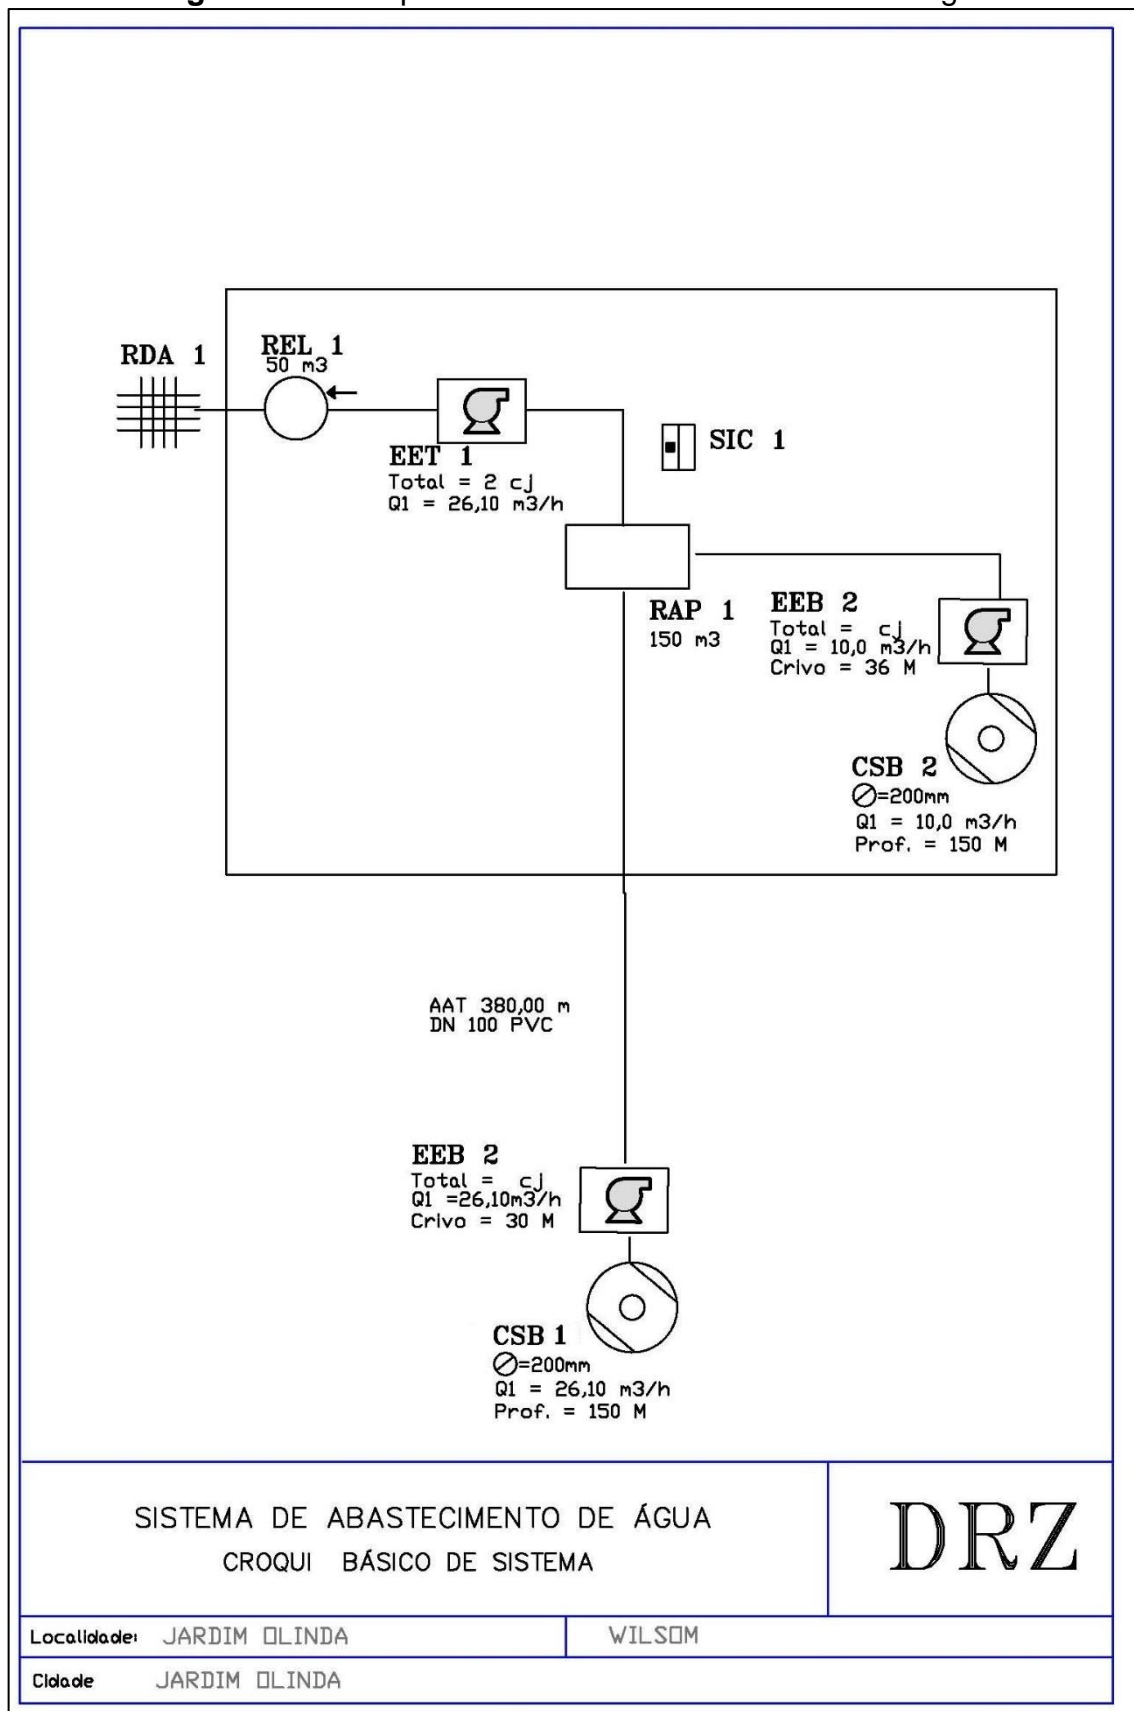 RDA 1
REL 1
50 m3
EET 1
Total = 2 cj
Q1 = 26,10 m3/h
SIC 1
RAP 1
150 m3
EEB 2
Total = cj
Q1 = 10,0 m3/h
Crivo = 36 M
CSB 2
∅=200mm
Q1 = 10,0 m3/h
Prof. = 150 M
AAT 380,00 m
DN 100 PVC
EEB 2
Total = cj
Q1 =26,10m3/h
Crivo = 30 M
CSB 1
∅=200mm
Q1 = 26,10 m3/h
Prof. = 150 M
SISTEMA DE ABASTECIMENTO DE ÁGUA
CROQUI BÁSICO DE SISTEMA
DRZ
Localidade: JARDIM OLINDA
WILSOM
Cidade JARDIM OLINDA